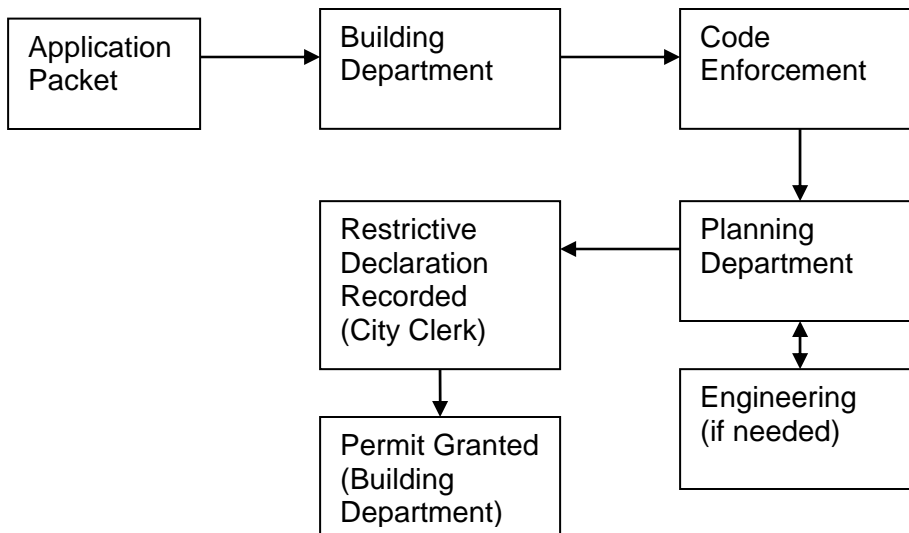 Application
Packet
Building
Department
Code
Enforcement
Restrictive
Declaration
Recorded
(City Clerk)
Planning
Department
Engineering
(if needed)
Permit Granted
(Building
Department)